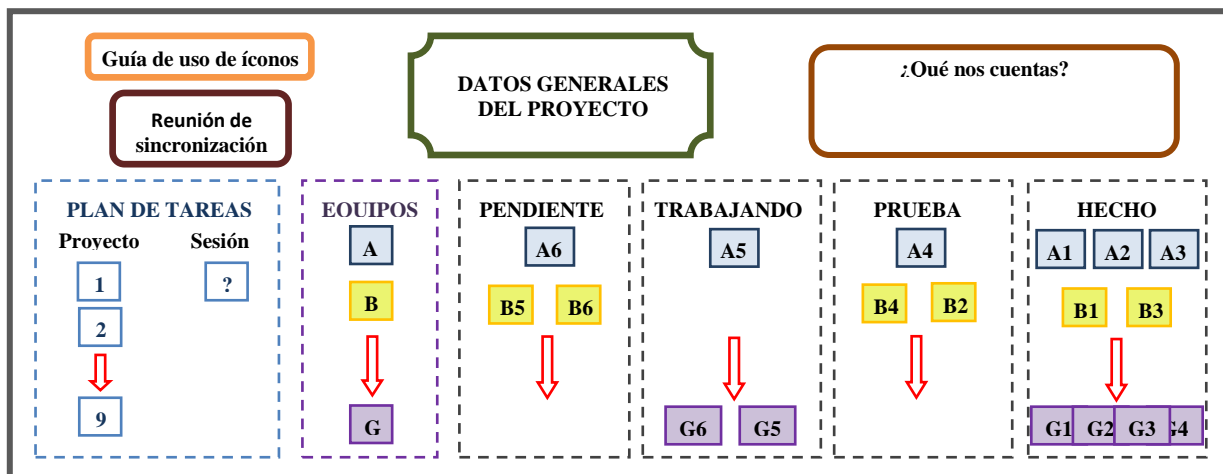 Guía de uso de íconos
DATOS GENERALES
DEL PROYECTO
¿Qué nos cuentas?
Reunión de
sincronización
PLAN DE TAREAS
Proyecto
Sesión
1
?
2
9
EQUIPOS
A
B
G
PENDIENTE
A6
B5 B6
TRABAJANDO
A5
G6 G5
PRUEBA
A4
B4 B2
HECHO
A1 A2 A3
B1 B3
G1 G2 G3 G4